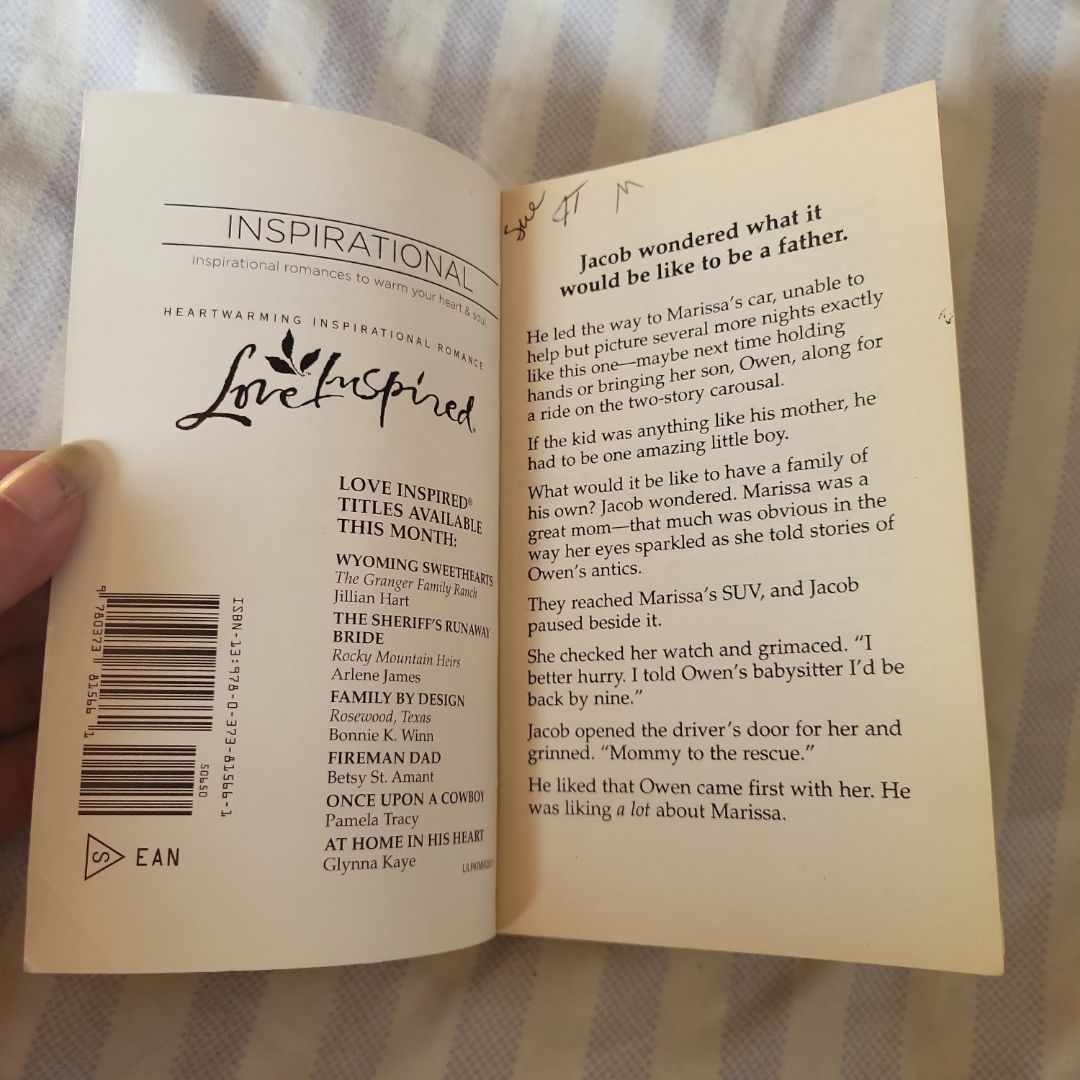 INSPIRATIONAL
Inspirational romances to warm your heart & soul
HEARTWARMING INSPIRATIONAL ROMANCE
Love Inspired®
LOVE INSPIRED®
TITLES AVAILABLE
THIS MONTH:
WYOMING SWEETHEARTS
The Granger Family Ranch
Jillian Hart
THE SHERIFF'S RUNAWAY
BRIDE
Rocky Mountain Heirs
Arlene James
FAMILY BY DESIGN
Rosewood, Texas
Bonnie K. Winn
FIREMAN DAD
Betsy St. Amant
ONCE UPON A COWBOY
Pamela Tracy
AT HOME IN HIS HEART
Glynna Kaye
ISBN-13:978-0-373-81566-1
9 780373 815661
50650
S EAN
Sue
Jacob wondered what it
would be like to be a father.
He led the way to Marissa's car, unable to
help but picture several more nights exactly
like this one—maybe next time holding
hands or bringing her son, Owen, along for
a ride on the two-story carousal.
If the kid was anything like his mother, he
had to be one amazing little boy.
What would it be like to have a family of
his own? Jacob wondered. Marissa was a
great mom—that much was obvious in the
way her eyes sparkled as she told stories of
Owen's antics.
They reached Marissa's SUV, and Jacob
paused beside it.
She checked her watch and grimaced. "I
better hurry. I told Owen's babysitter I'd be
back by nine."
Jacob opened the driver's door for her and
grinned. "Mommy to the rescue."
He liked that Owen came first with her. He
was liking a lot about Marissa.